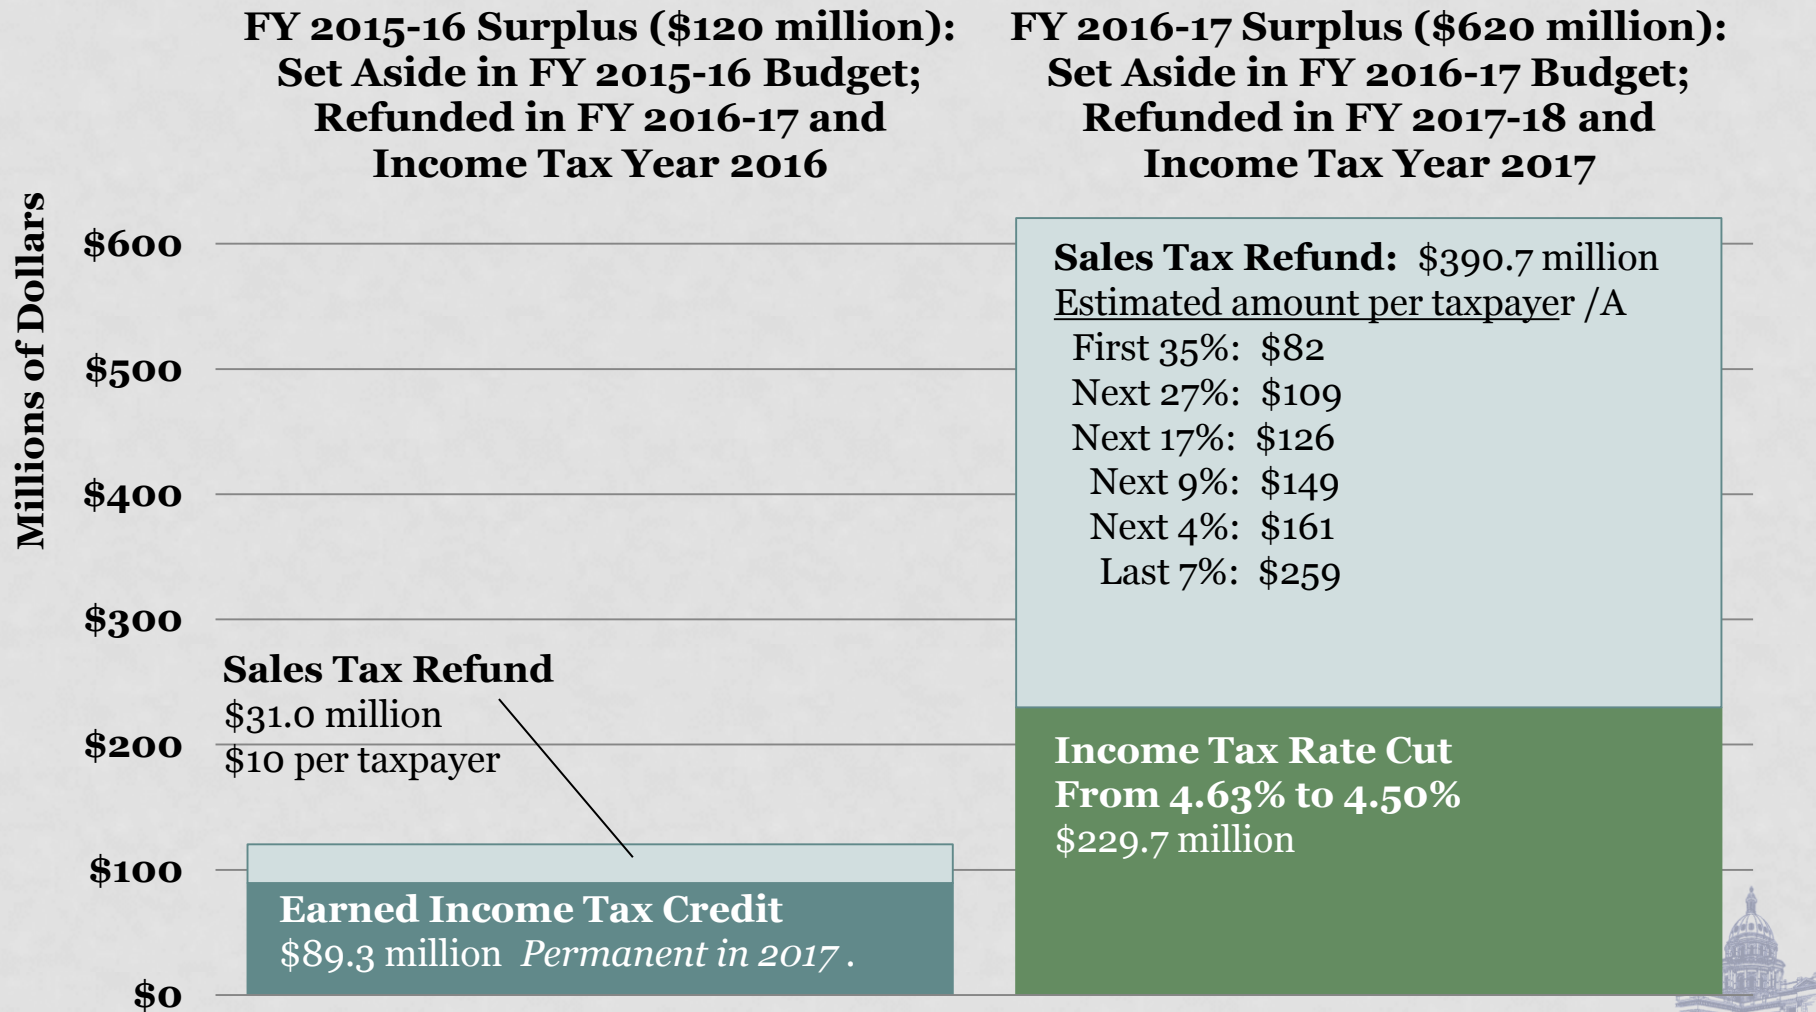 FY 2015-16 Surplus ($120 million):
Set Aside in FY 2015-16 Budget;
Refunded in FY 2016-17 and
Income Tax Year 2016
FY 2016-17 Surplus ($620 million):
Set Aside in FY 2016-17 Budget;
Refunded in FY 2017-18 and
Income Tax Year 2017
Millions of Dollars
$600
$500
$400
$300
$200
$100
$0
Sales Tax Refund
$31.0 million
$10 per taxpayer
Earned Income Tax Credit
$89.3 million Permanent in 2017 .
Sales Tax Refund: $390.7 million
Estimated amount per taxpayer /A
First 35%: $82
Next 27%: $109
Next 17%: $126
Next 9%: $149
Next 4%: $161
Last 7%: $259
Income Tax Rate Cut
From 4.63% to 4.50%
$229.7 million